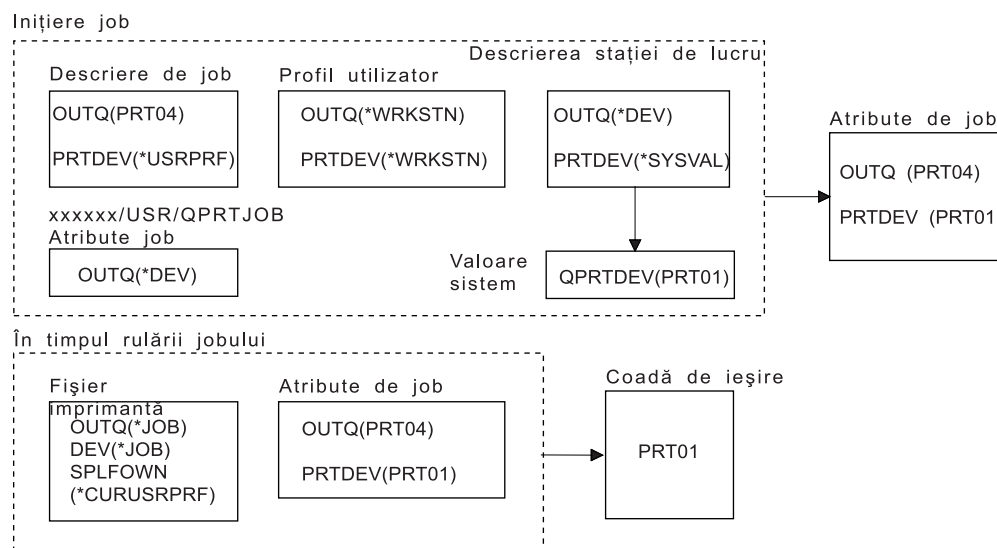 Inițiere job
Descrierea stației de lucru
Descriere de job
OUTQ(PRT04)
PRTDEV(*USRPRF)
Profil utilizator
OUTQ(*WRKSTN)
PRTDEV(*WRKSTN)
OUTQ(*DEV)
PRTDEV(*SYSVAL)
Atribute de job
OUTQ (PRT04)
PRTDEV (PRT01
xxxxxx/USR/QPRTJOB
Atribute job
OUTQ(*DEV)
Valoare
sistem
QPRTDEV(PRT01)
În timpul rulării jobului
Fişier
imprimantă
OUTQ(*JOB)
DEV(*JOB)
SPLFOWN
(*CURUSRPRF)
Atribute de job
OUTQ(PRT04)
PRTDEV(PRT01)
Coadă de ieşire
PRT01